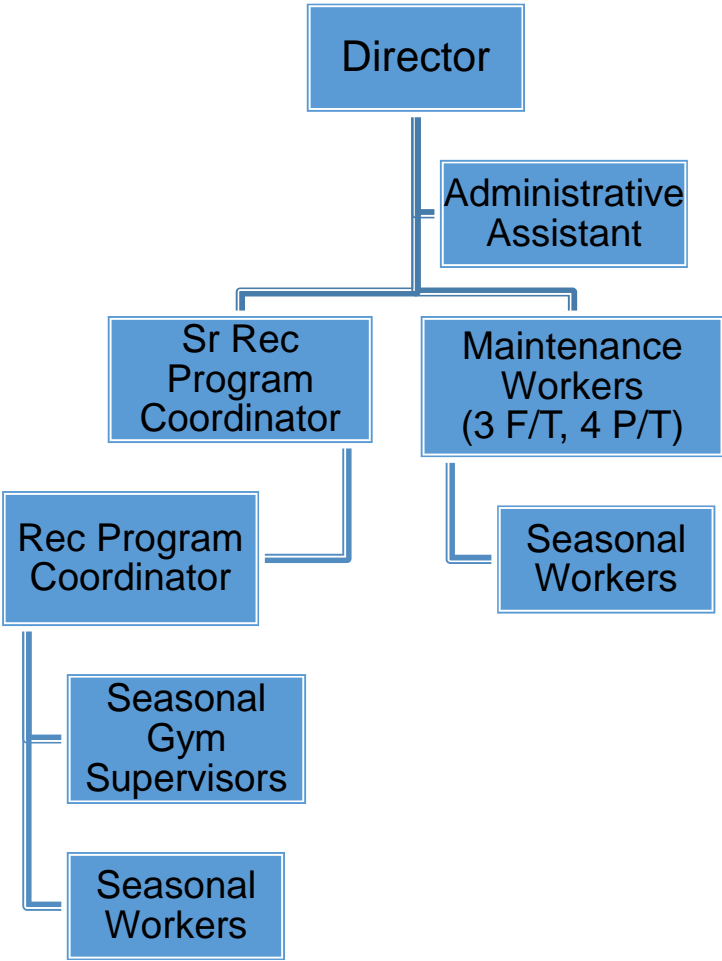 Director
Administrative
Assistant
Sr Rec
Program
Coordinator
Maintenance
Workers
(3 F/T, 4 P/T)
Rec Program
Coordinator
Seasonal
Workers
Seasonal
Gym
Supervisors
Seasonal
Workers